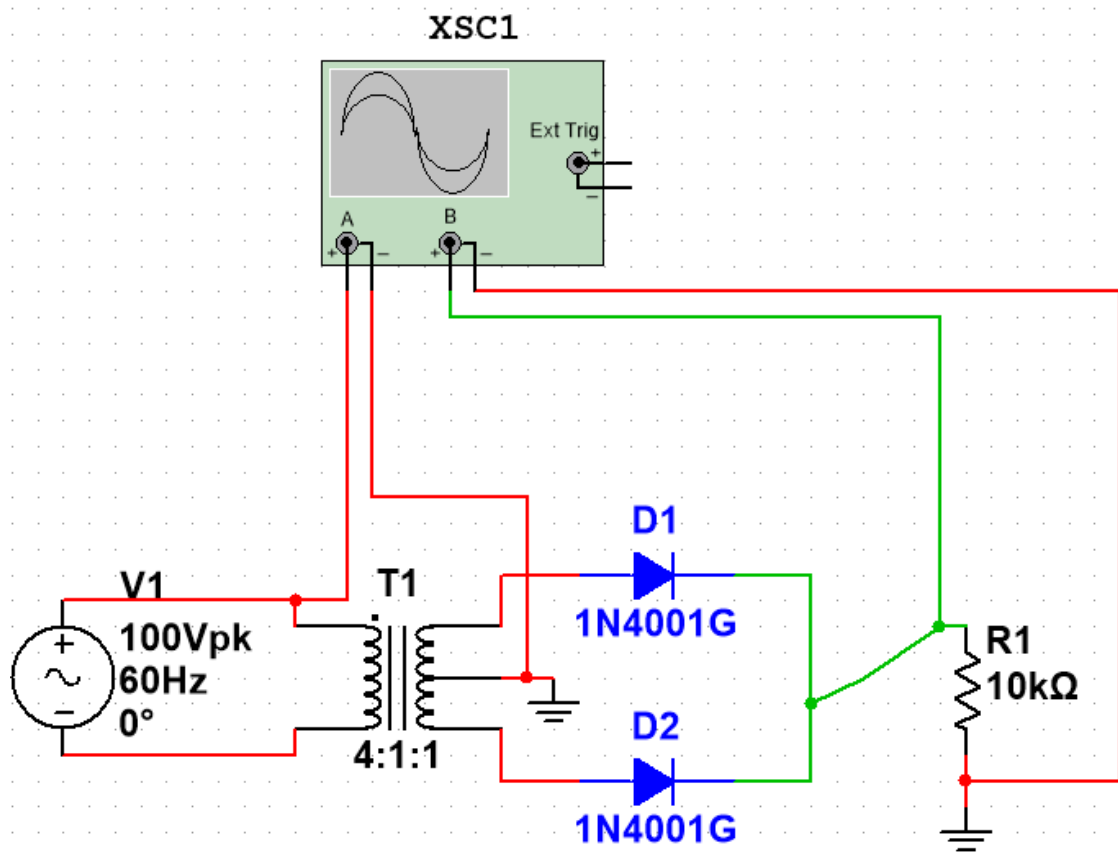 XSC1
Ext Trig
+
−
A
B
+
−
+
−
V1
100Vpk
60Hz
0°
+
−
T1
4:1:1
D1
1N4001G
D2
1N4001G
R1
10kΩ